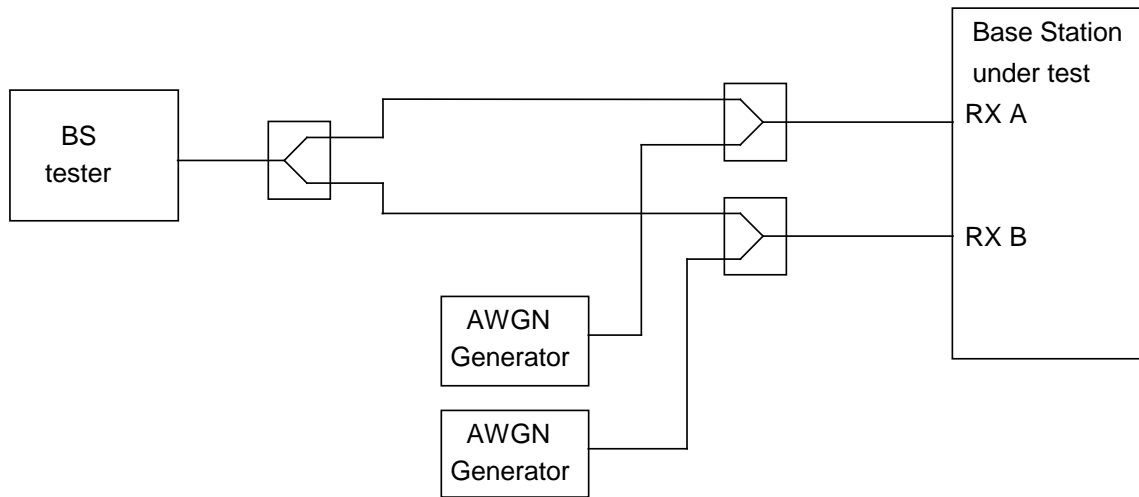 BS
tester
Base Station
under test
RX A
RX B
AWGN
Generator
AWGN
Generator